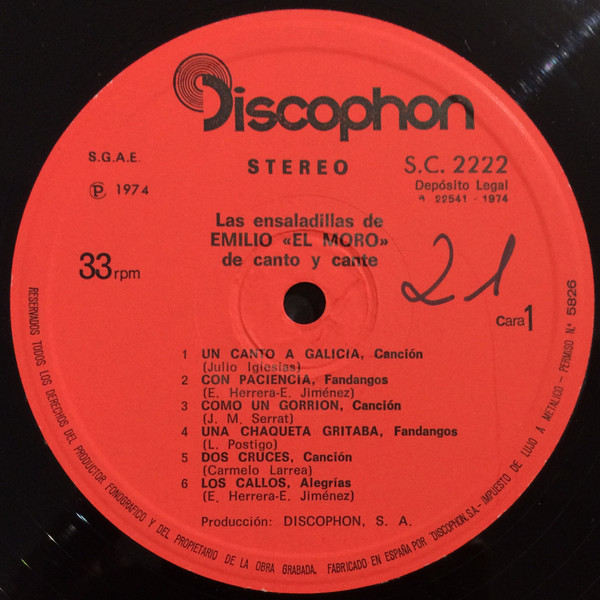 Discophon
S.G.A.E.
STEREO
S.C. 2222
Ⓟ 1974
Depósito Legal
B 22541 - 1974
Las ensaladillas de
EMILIO «EL MORO»
de canto y cante
33 rpm
21
Cara 1
1 UN CANTO A GALICIA, Canción
(Julio Iglesias)
2 CON PACIENCIA, Fandangos
(E. Herrera-E. Jiménez)
3 COMO UN GORRION, Canción
(J. M. Serrat)
4 UNA CHAQUETA GRITABA, Fandangos
(L. Postigo)
5 DOS CRUCES, Canción
(Carmelo Larrea)
6 LOS CALLOS, Alegrías
(E. Herrera-E. Jiménez)
Producción: DISCOPHON, S. A.
RESERVADOS TODOS LOS DERECHOS DEL PRODUCTOR FONOGRAFICO Y DEL PROPIETARIO DE LA OBRA GRABADA. FABRICADO EN ESPAÑA POR "DISCOPHON, S.A.- IMPUESTO DE LUJO A METALICO - PERMISO N.º 5826